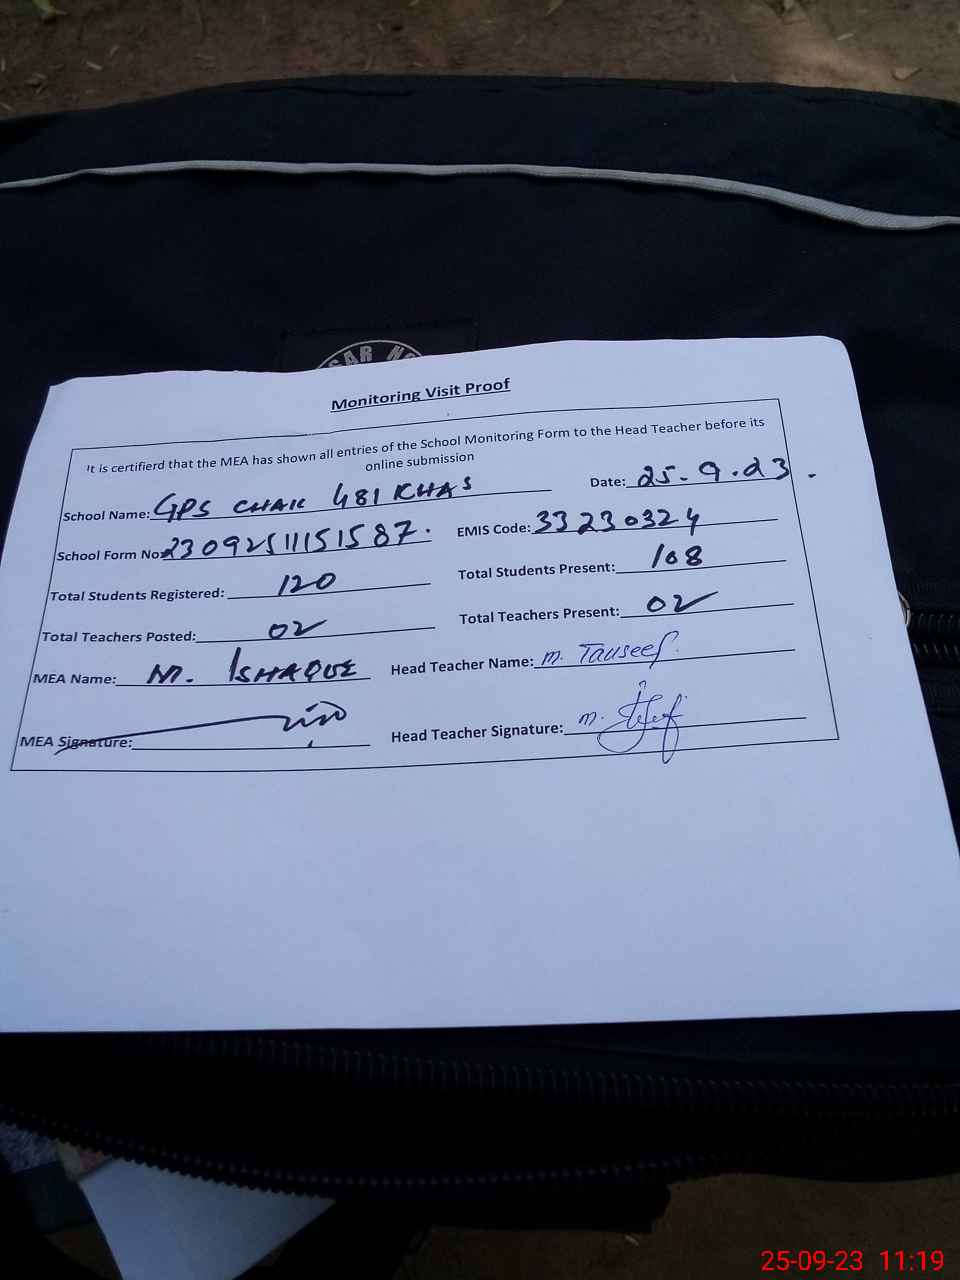 SAR
Monitoring Visit Proof
It is certifierd that the MEA has shown all entries of the School Monitoring Form to the Head Teacher before its
online submission
School Name: GPS CHAK 481 KHAS Date: 25.9.23.
School Form No: 23092511151587. EMIS Code: 33230324
Total Students Registered: 120 Total Students Present: 108
Total Teachers Posted: 02 Total Teachers Present: 02
MEA Name: M. ISHAQUE Head Teacher Name: M. Tauseef.
MEA Signature: Head Teacher Signature: M.
25-09-23 11:19